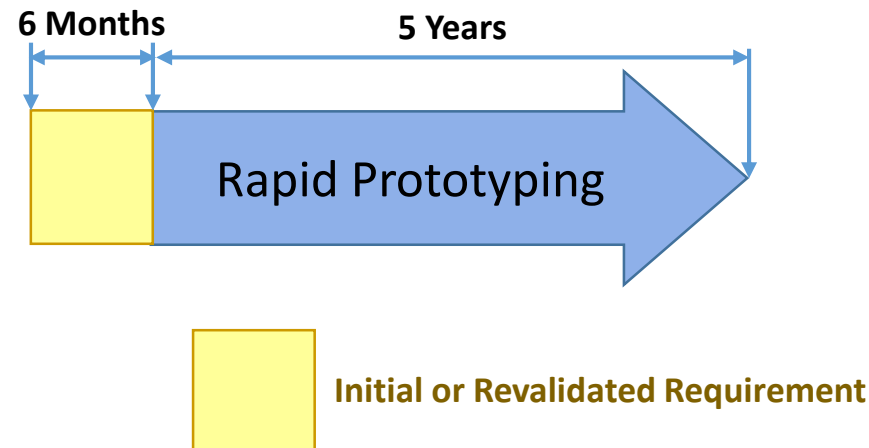 6 Months
5 Years
Rapid Prototyping
Initial or Revalidated Requirement